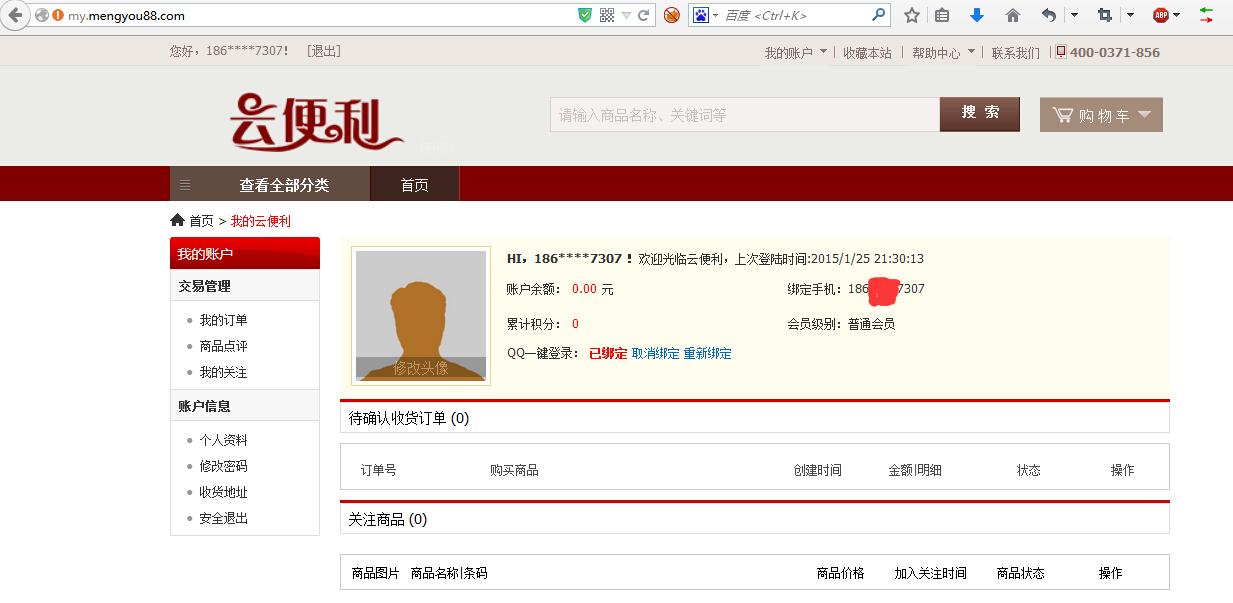 my.mengyou88.com
百度 <Ctrl+K>
ABP
您好，186****7307! [退出]
我的账户 | 收藏本站 | 帮助中心 | 联系我们 | 400-0371-856
云便利
请输入商品名称、关键词等
搜 索
购物车
查看全部分类
首页
首页 > 我的云便利
我的账户
交易管理
我的订单
商品点评
我的关注
账户信息
个人资料
修改密码
收货地址
安全退出
修改头像
HI，186****7307！欢迎光临云便利，上次登陆时间:2015/1/25 21:30:13
账户余额： 0.00 元
绑定手机：186 7307
累计积分： 0
会员级别：普通会员
QQ一键登录： 已绑定 取消绑定 重新绑定
待确认收货订单 (0)
订单号 购买商品 创建时间 金额|明细 状态 操作
关注商品 (0)
商品图片 商品名称|条码 商品价格 加入关注时间 商品状态 操作